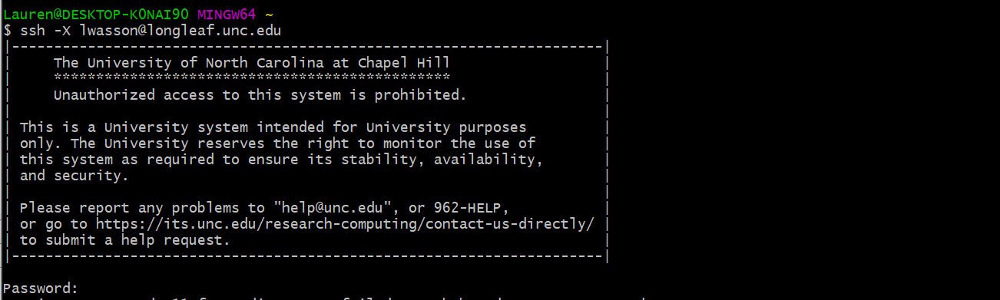 Lauren@DESKTOP-K0NAI90 MINGW64 ~
$ ssh -X lwasson@longleaf.unc.edu
|----------------------------------------------------------------------|
| The University of North Carolina at Chapel Hill |
| *********************************************** |
| Unauthorized access to this system is prohibited. |
| |
| This is a University system intended for University purposes |
| only. The University reserves the right to monitor the use of |
| this system as required to ensure its stability, availability, |
| and security. |
| |
| Please report any problems to "help@unc.edu", or 962-HELP, |
| or go to https://its.unc.edu/research-computing/contact-us-directly/ |
| to submit a help request. |
|----------------------------------------------------------------------|
Password: